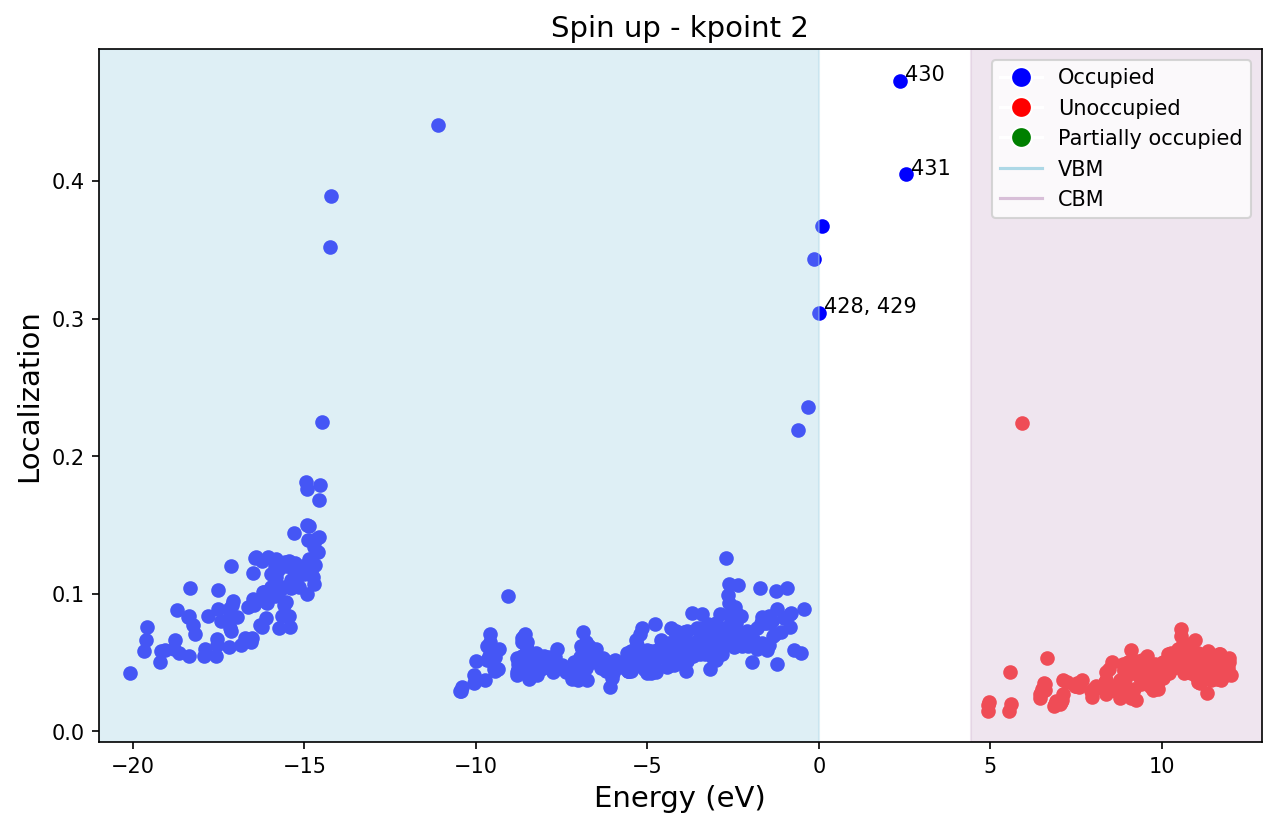 Spin up - kpoint 2
430
431
428, 429
Occupied
Unoccupied
Partially occupied
VBM
CBM
Localization
0.4
0.3
0.2
0.1
0.0
−20
−15
−10
−5
0
5
10
Energy (eV)